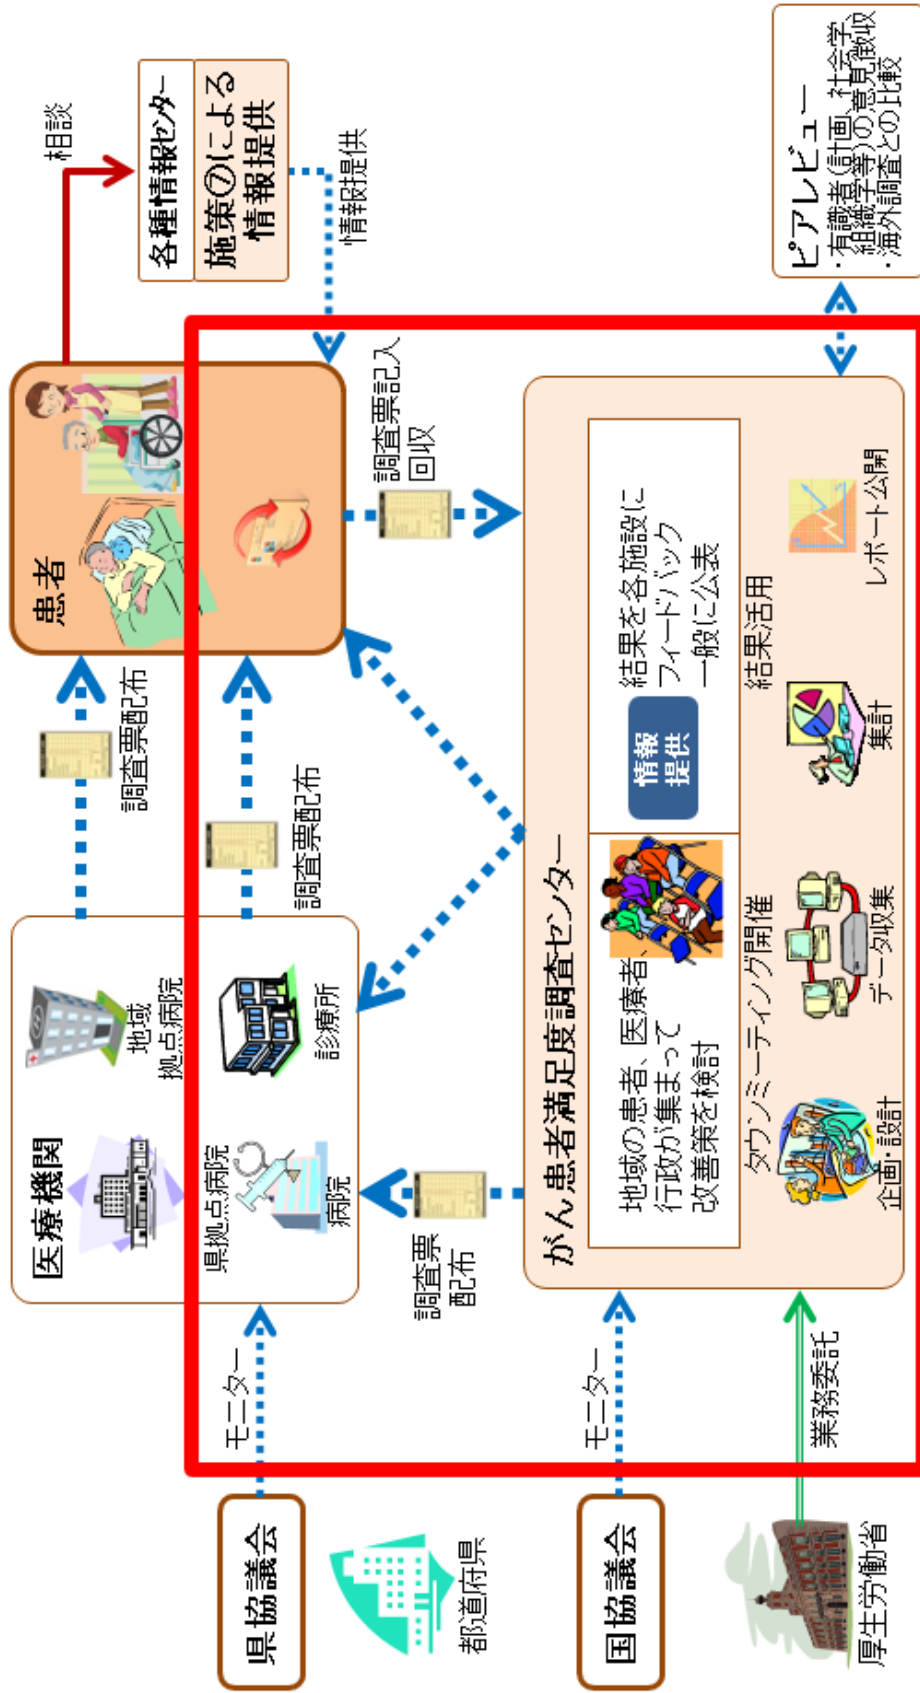 医療機関
県拠点病院
地域
拠点病院
病院
診療所
調査票配布
調査票配布
患者
相談
各種情報センター
施策⑦による
情報提供
情報提供
県協議会
都道府県
モニター
調査票
配布
調査票記入
回収
国協議会
モニター
厚生労働省
業務委託
がん患者満足度調査センター
地域の患者、医療者、
行政が集まって
改善策を検討
情報
提供
結果を各施設に
フィードバック
一般に公表
タウンミーティング開催
結果活用
企画・設計
データ収集
集計
レポート公開
ピアレビュー
・有識者(計画、社会学、
組織学等)の意見徴収
・海外調査との比較